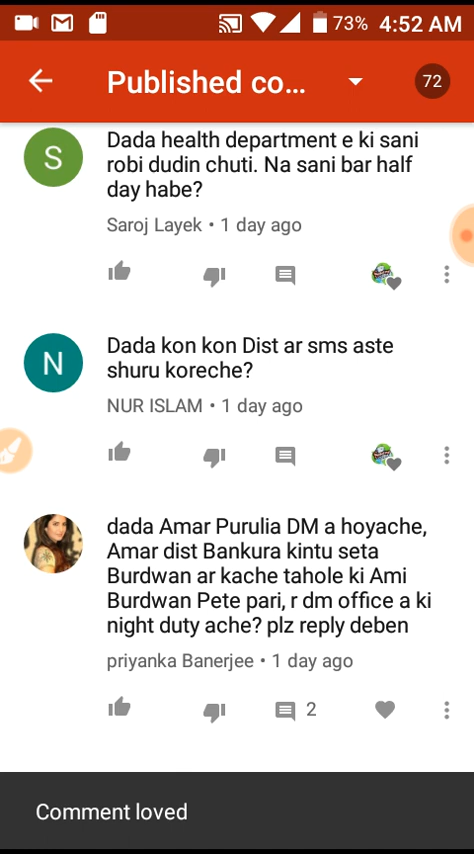 73% 4:52 AM
Published co... 72
S
Dada health department e ki sani
robi dudin chuti. Na sani bar half
day habe?
Saroj Layek • 1 day ago
N
Dada kon kon Dist ar sms aste
shuru koreche?
NUR ISLAM • 1 day ago
dada Amar Purulia DM a hoyache,
Amar dist Bankura kintu seta
Burdwan ar kache tahole ki Ami
Burdwan Pete pari, r dm office a ki
night duty ache? plz reply deben
priyanka Banerjee • 1 day ago
2
Comment loved